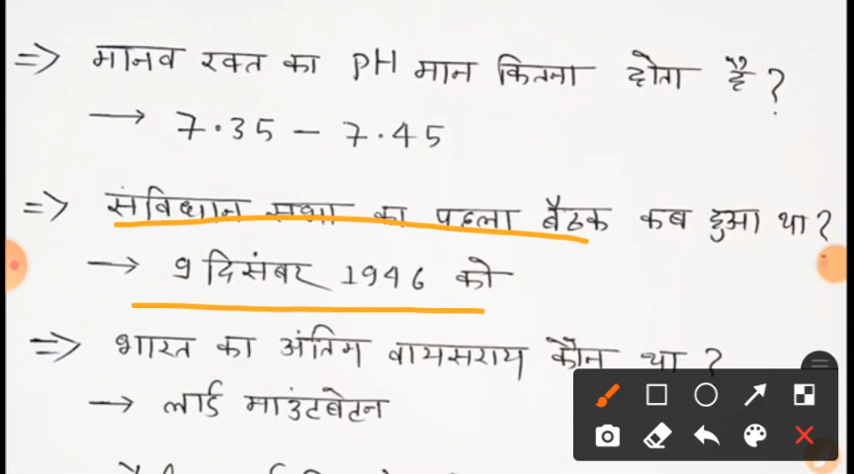 => मानव रक्त का PH मान कितना होता है ?
→ 7.35 – 7.45
=> संविधान सभा का पहला बैठक कब हुआ था ?
→ 9 दिसंबर 1946 को
=> भारत का अंतिम वायसराय कौन था ?
→ लार्ड माउंटबेटन